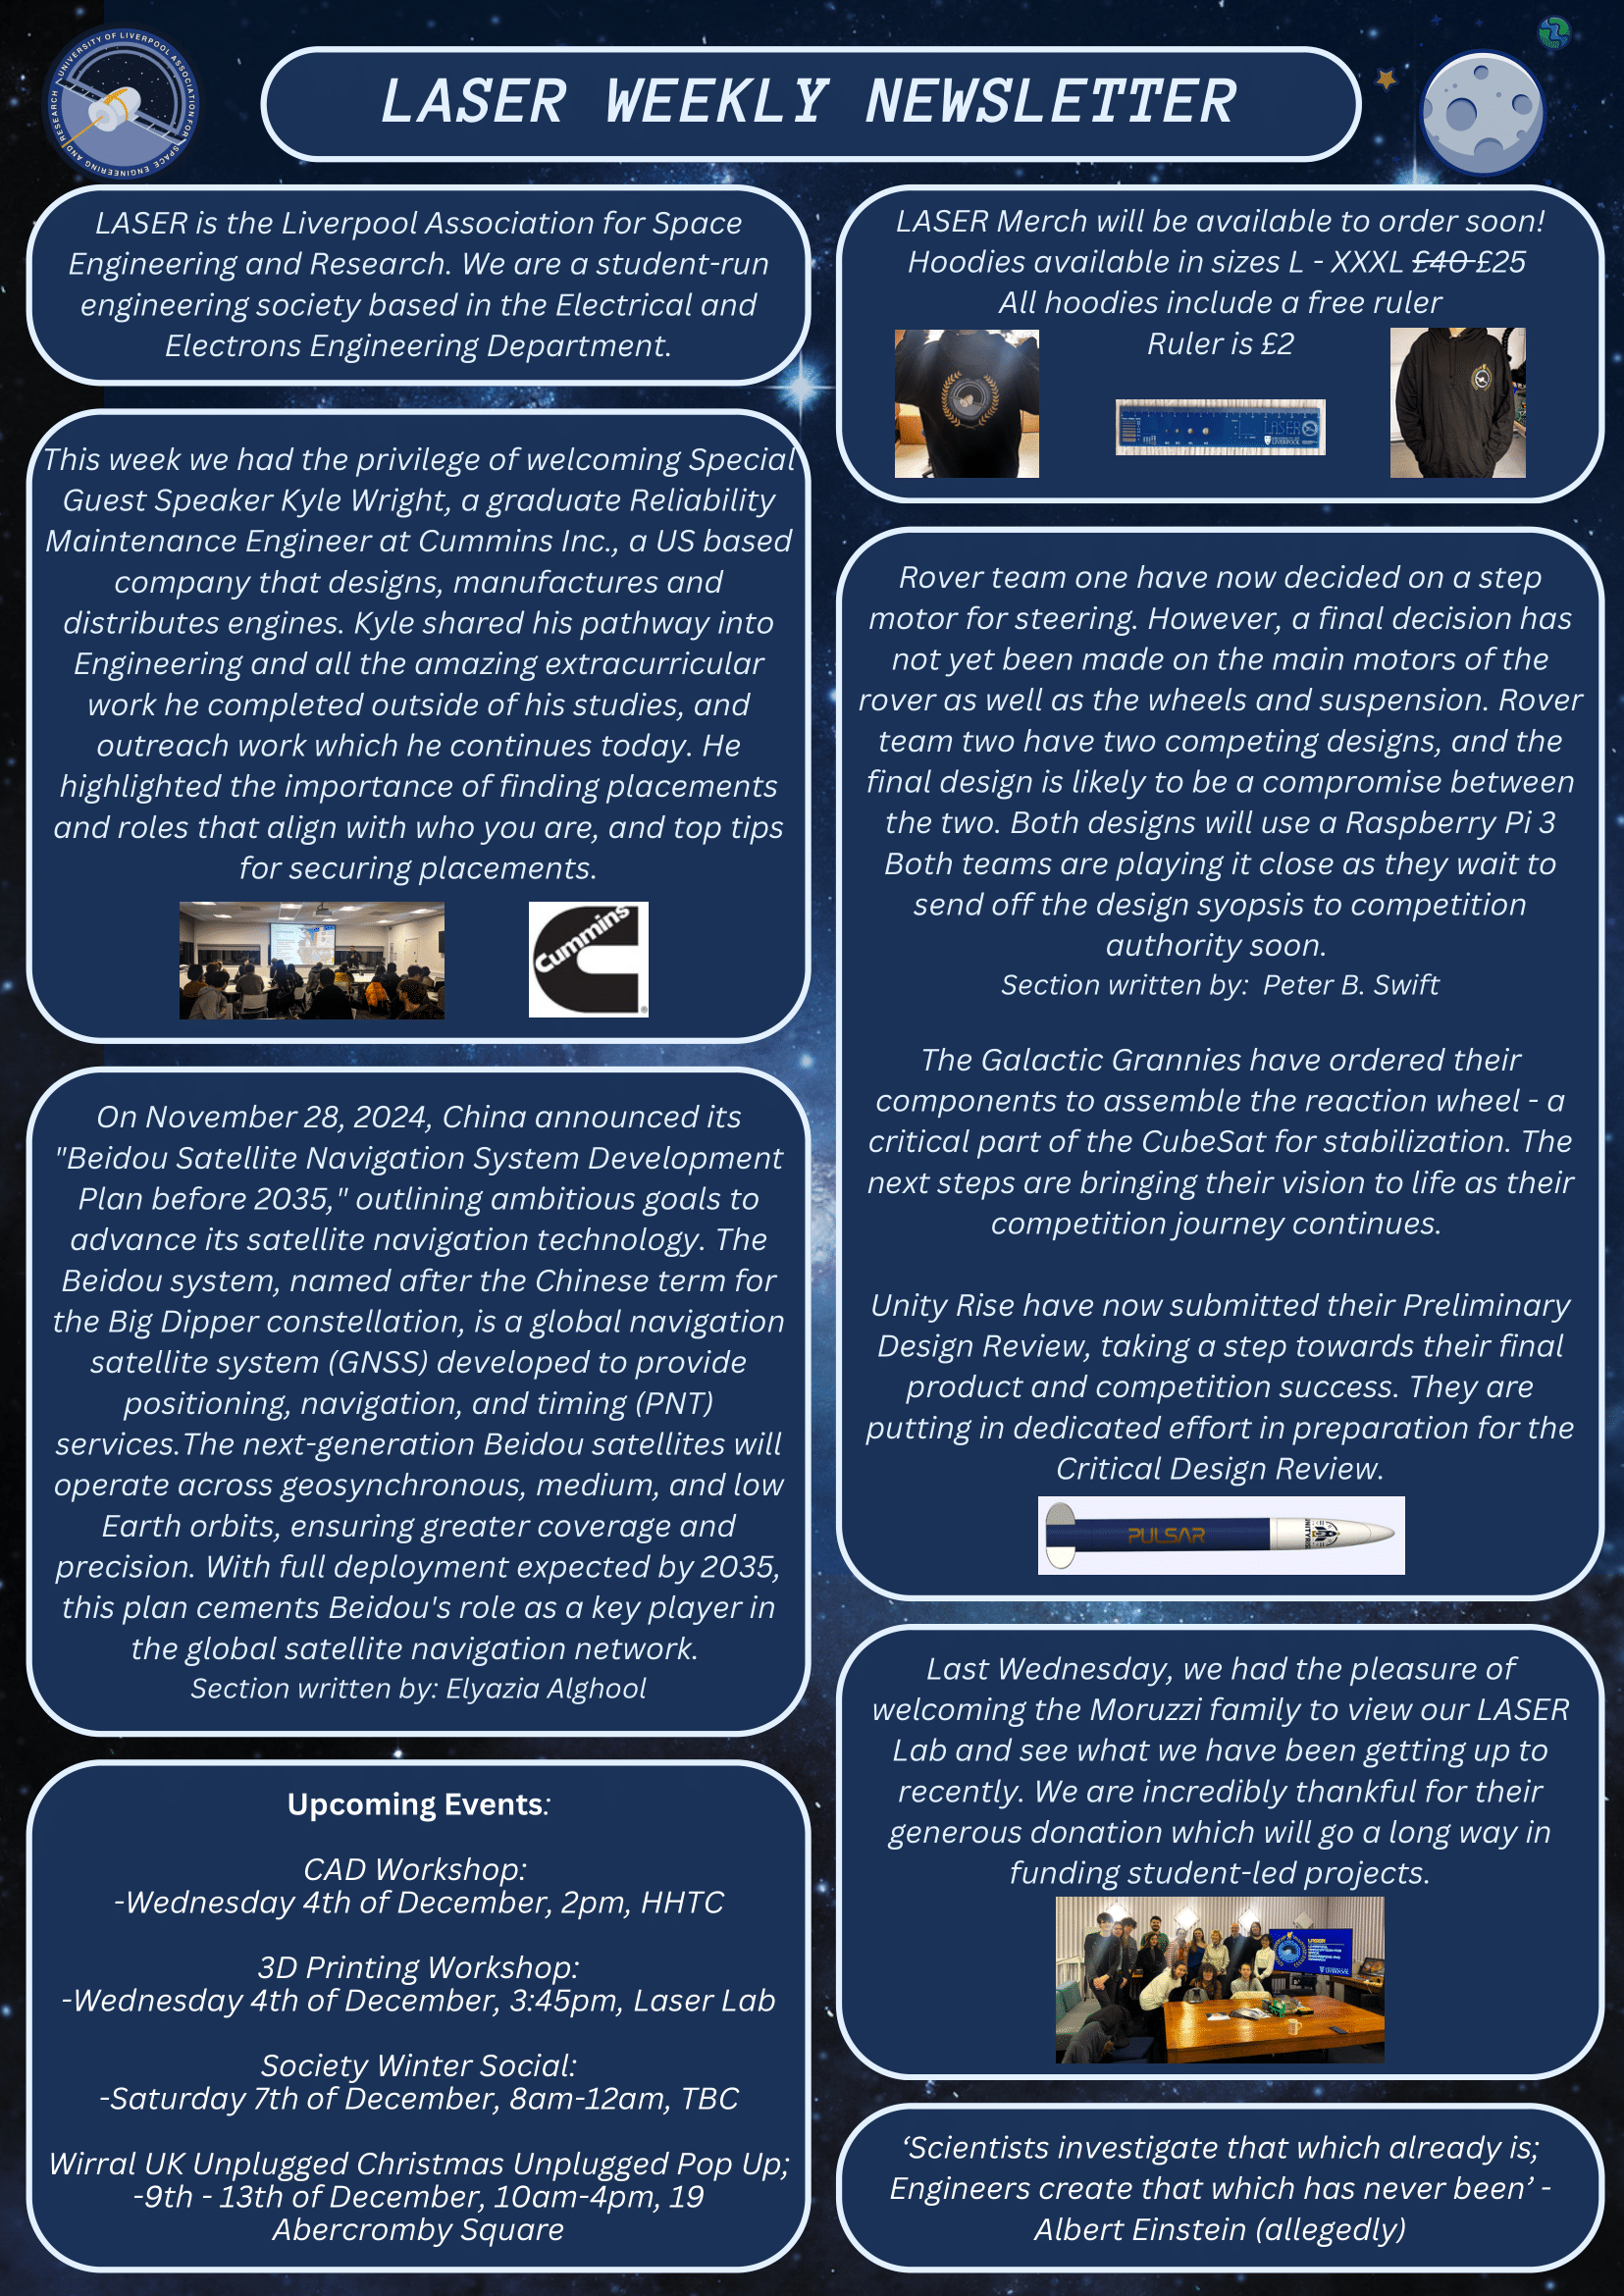 UNIVERSITY OF LIVERPOOL ASSOCIATION FOR SPACE ENGINEERING AND RESEARCH
LASER WEEKLY NEWSLETTER
LASER is the Liverpool Association for Space
Engineering and Research. We are a student-run
engineering society based in the Electrical and
Electrons Engineering Department.
This week we had the privilege of welcoming Special
Guest Speaker Kyle Wright, a graduate Reliability
Maintenance Engineer at Cummins Inc., a US based
company that designs, manufactures and
distributes engines. Kyle shared his pathway into
Engineering and all the amazing extracurricular
work he completed outside of his studies, and
outreach work which he continues today. He
highlighted the importance of finding placements
and roles that align with who you are, and top tips
for securing placements.
Cummins
On November 28, 2024, China announced its
"Beidou Satellite Navigation System Development
Plan before 2035," outlining ambitious goals to
advance its satellite navigation technology. The
Beidou system, named after the Chinese term for
the Big Dipper constellation, is a global navigation
satellite system (GNSS) developed to provide
positioning, navigation, and timing (PNT)
services.The next-generation Beidou satellites will
operate across geosynchronous, medium, and low
Earth orbits, ensuring greater coverage and
precision. With full deployment expected by 2035,
this plan cements Beidou's role as a key player in
the global satellite navigation network.
Section written by: Elyazia Alghool
Upcoming Events:
CAD Workshop:
-Wednesday 4th of December, 2pm, HHTC
3D Printing Workshop:
-Wednesday 4th of December, 3:45pm, Laser Lab
Society Winter Social:
-Saturday 7th of December, 8am-12am, TBC
Wirral UK Unplugged Christmas Unplugged Pop Up;
-9th - 13th of December, 10am-4pm, 19
Abercromby Square
LASER Merch will be available to order soon!
Hoodies available in sizes L - XXXL £40 £25
All hoodies include a free ruler
Ruler is £2
LASER
LIVERPOOL
Rover team one have now decided on a step
motor for steering. However, a final decision has
not yet been made on the main motors of the
rover as well as the wheels and suspension. Rover
team two have two competing designs, and the
final design is likely to be a compromise between
the two. Both designs will use a Raspberry Pi 3
Both teams are playing it close as they wait to
send off the design syopsis to competition
authority soon.
Section written by:  Peter B. Swift
The Galactic Grannies have ordered their
components to assemble the reaction wheel - a
critical part of the CubeSat for stabilization. The
next steps are bringing their vision to life as their
competition journey continues.
Unity Rise have now submitted their Preliminary
Design Review, taking a step towards their final
product and competition success. They are
putting in dedicated effort in preparation for the
Critical Design Review.
PULSAR
Last Wednesday, we had the pleasure of
welcoming the Moruzzi family to view our LASER
Lab and see what we have been getting up to
recently. We are incredibly thankful for their
generous donation which will go a long way in
funding student-led projects.
LASER
‘Scientists investigate that which already is;
Engineers create that which has never been’ -
Albert Einstein (allegedly)